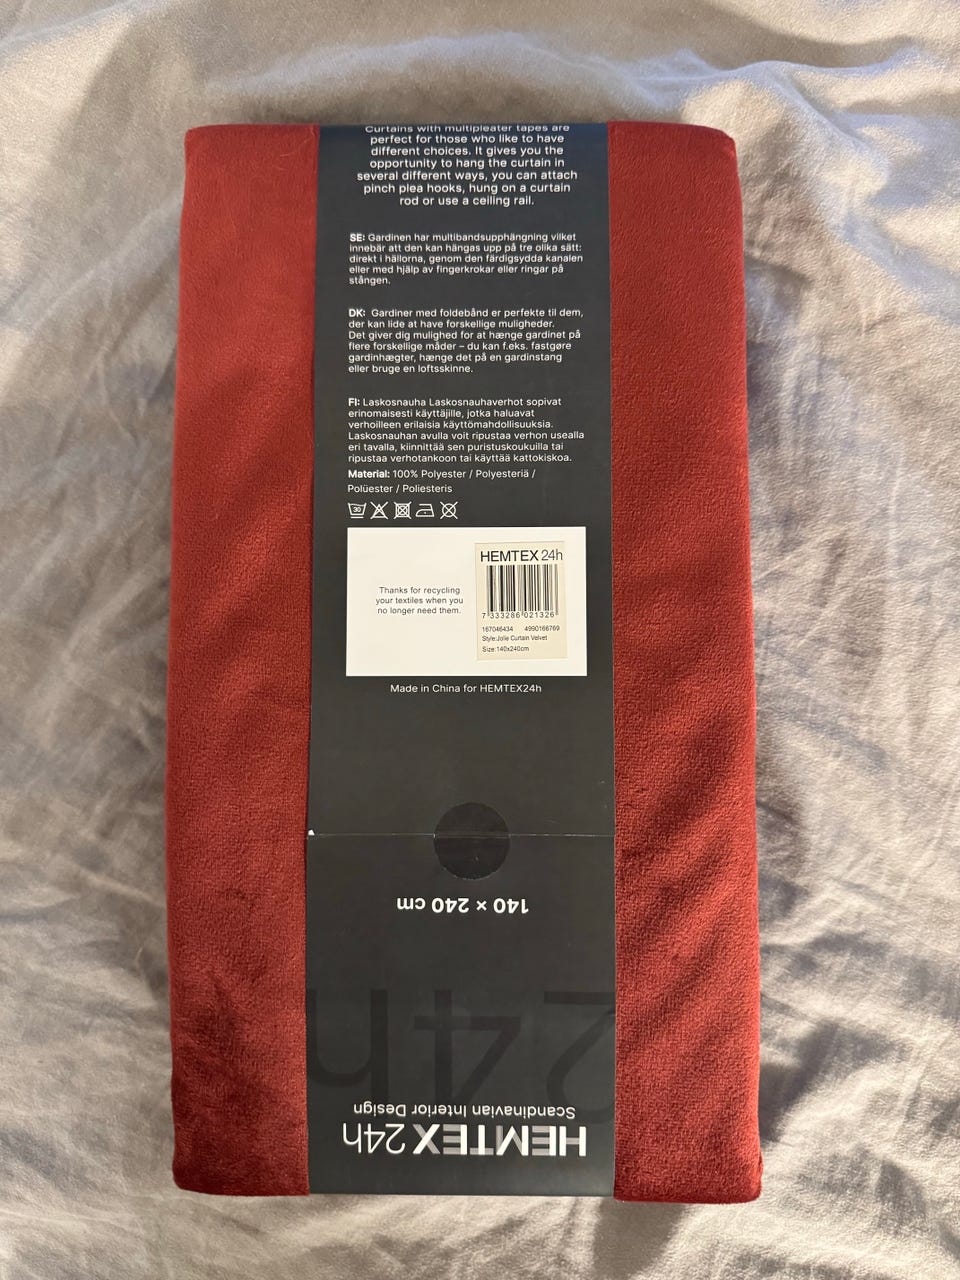 Curtains with multipleater tapes are
perfect for those who like to have
different choices. It gives you the
opportunity to hang the curtain in
several different ways, you can attach
pinch plea hooks, hung on a curtain
rod or use a ceiling rail.
SE: Gardinen har multibandsupphängning vilket
innebär att den kan hängas upp på tre olika sätt:
direkt i hällorna, genom den färdigsydda kanalen
eller med hjälp av fingerkrokar eller ringar på
stången.
DK: Gardiner med foldebånd er perfekte til dem,
der kan lide at have forskellige muligheder.
Det giver dig mulighed for at hænge gardinet på
flere forskellige måder – du kan f.eks. fastgøre
gardinhægter, hænge det på en gardinstang
eller bruge en loftsskinne.
FI: Laskosnauha Laskosnauhaverhot sopivat
erinomaisesti käyttäjille, jotka haluavat
verhoilleen erilaisia käyttömahdollisuuksia.
Laskosnauhan avulla voit ripustaa verhon usealla
eri tavalla, kiinnittää sen puristuskoukuilla tai
ripustaa verhotankoon tai käyttää kattokiskoa.
Material: 100% Polyester / Polyesteriä /
Polüester / Poliesteris
30
Thanks for recycling
your textiles when you
no longer need them.
HEMTEX 24h
7 333286 021326
167046434 4990166769
Style:Jolie Curtain Velvet
Size:140x240cm
Made in China for HEMTEX24h
140 × 240 cm
24h
Scandinavian Interior Design
HEMTEX 24h